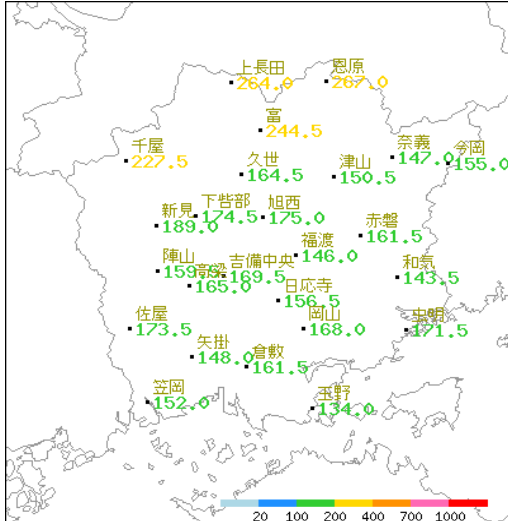 上長田
264.0
恩原
267.0
富
244.5
千屋
227.5
久世
164.5
津山
150.5
奈義
147.0
今岡
155.0
新見
189.0
下呰部
174.5
旭西
175.0
赤磐
161.5
福渡
146.0
陣山
159.5
高梁
165.0
吉備中央
169.5
和気
143.5
日応寺
156.5
佐屋
173.5
岡山
168.0
虫明
171.5
矢掛
148.0
倉敷
161.5
笠岡
152.0
玉野
134.0
20 100 200 400 700 1000